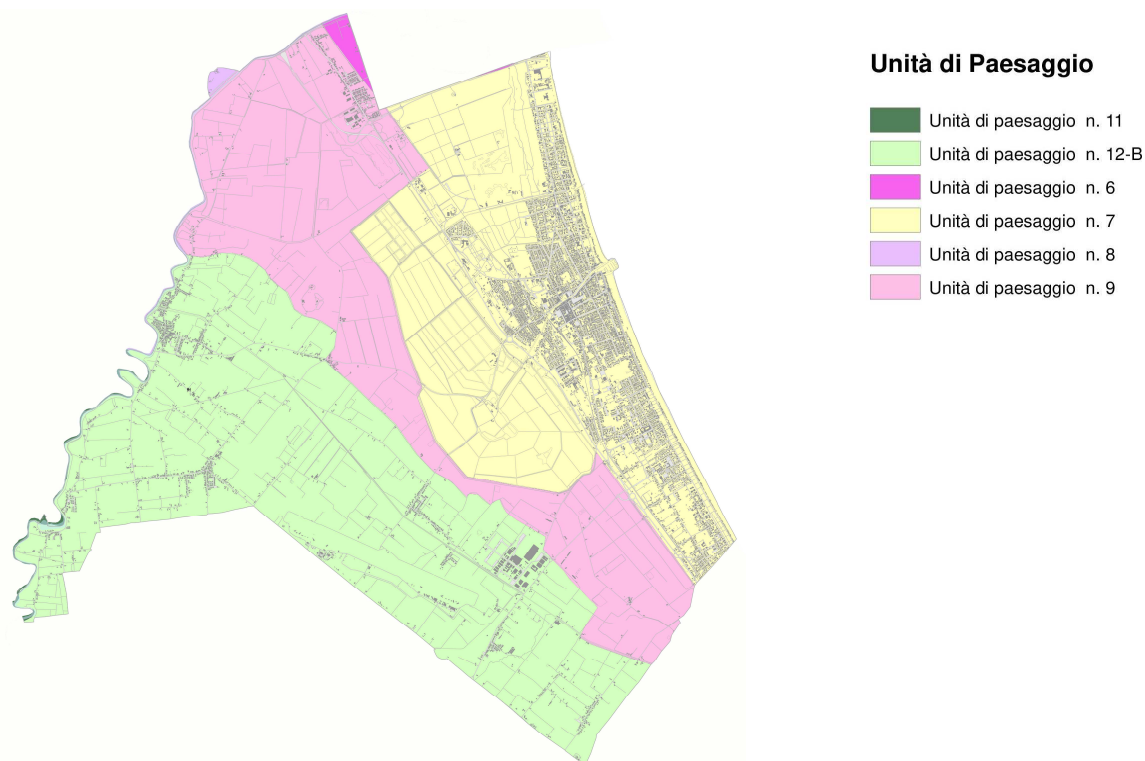 Unità di Paesaggio
Unità di paesaggio n. 11
Unità di paesaggio n. 12-B
Unità di paesaggio n. 6
Unità di paesaggio n. 7
Unità di paesaggio n. 8
Unità di paesaggio n. 9